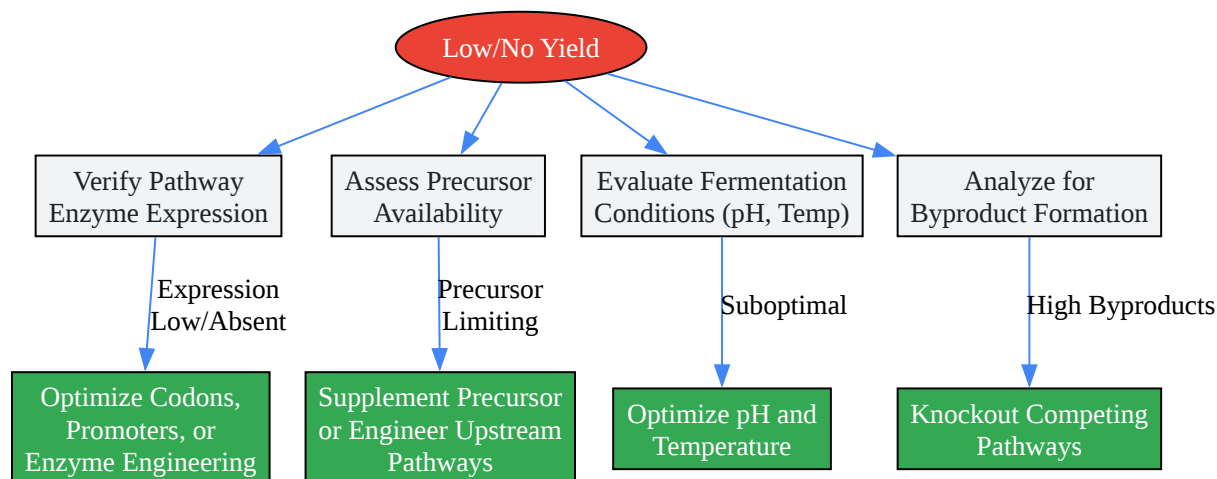 Low/No Yield
Verify Pathway
Enzyme Expression
Assess Precursor
Availability
Evaluate Fermentation
Conditions (pH, Temp)
Analyze for
Byproduct Formation
Expression
Low/Absent
Precursor
Limiting
Suboptimal
High Byproducts
Optimize Codons,
Promoters, or
Enzyme Engineering
Supplement Precursor
or Engineer Upstream
Pathways
Optimize pH and
Temperature
Knockout Competing
Pathways